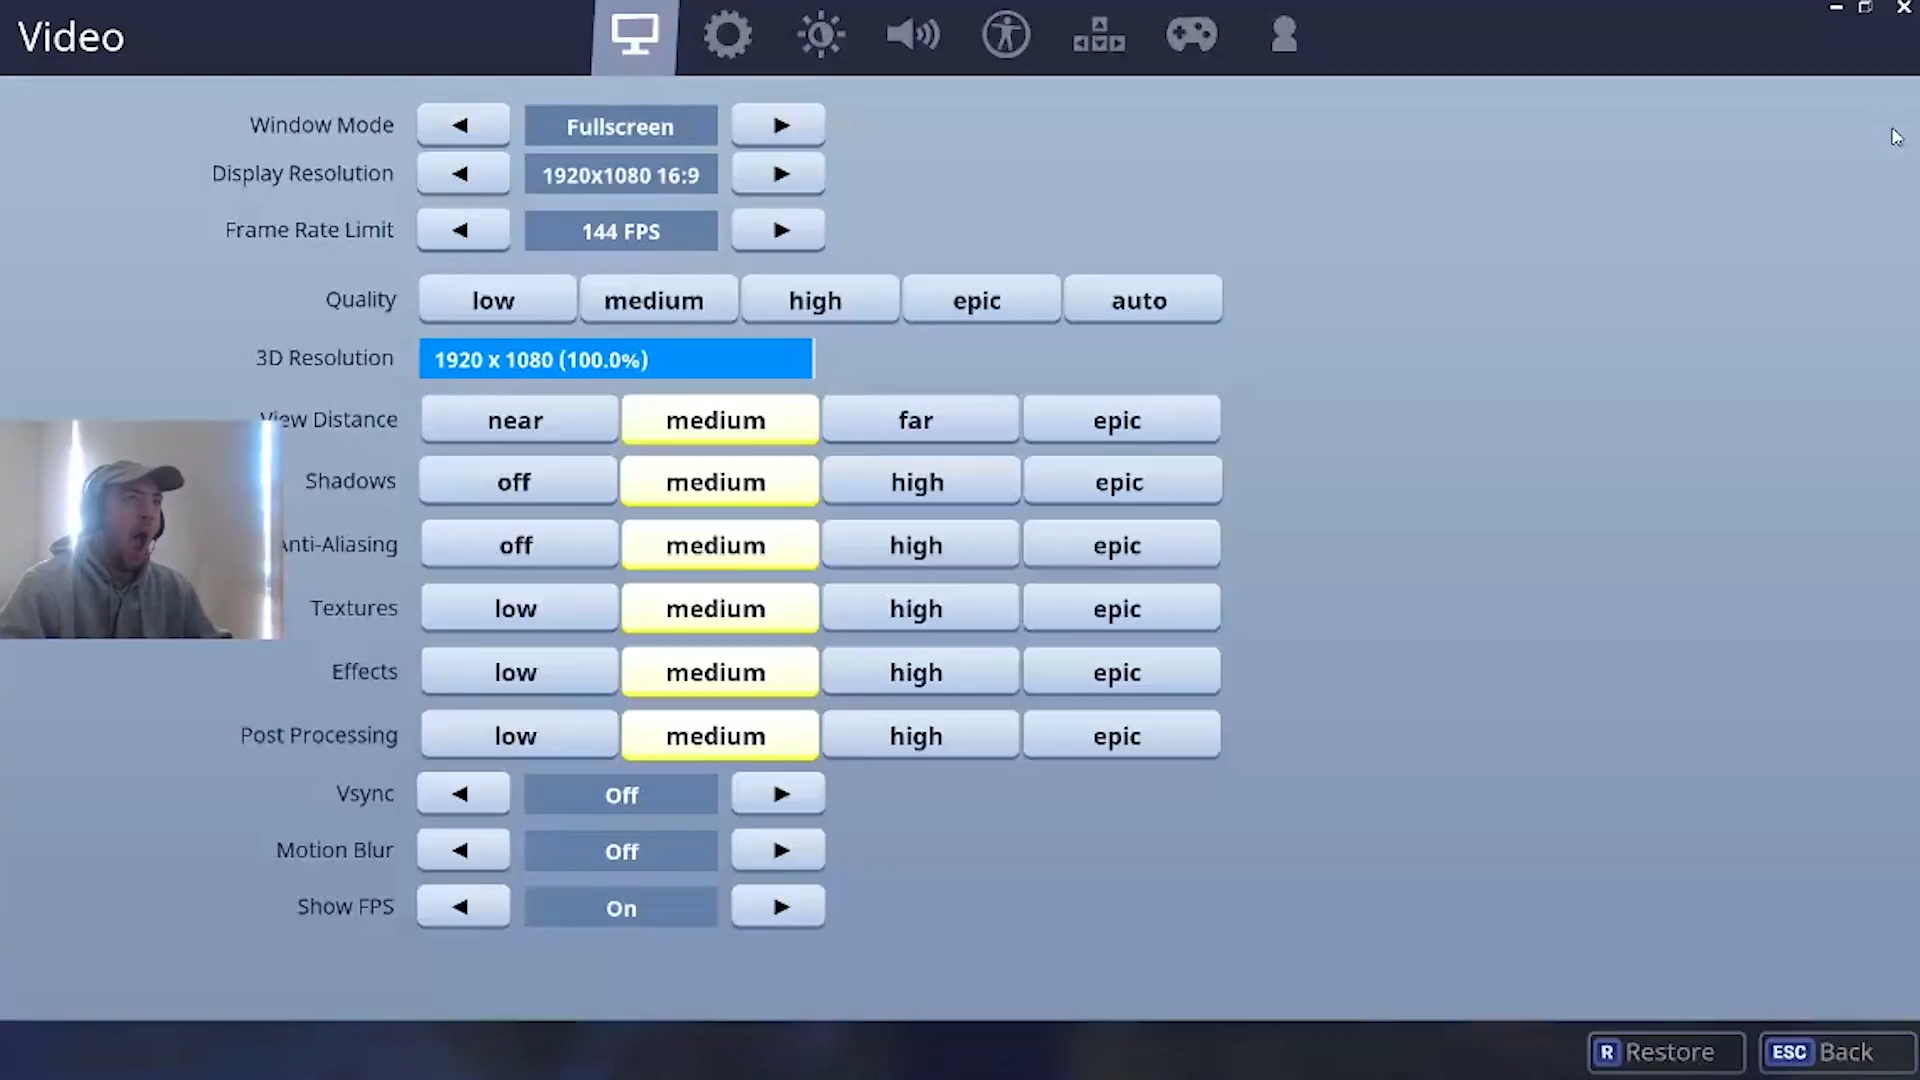 Video
Window Mode Fullscreen
Display Resolution 1920x1080 16:9
Frame Rate Limit 144 FPS
Quality low medium high epic auto
3D Resolution 1920 x 1080 (100.0%)
View Distance near medium far epic
Shadows off medium high epic
Anti-Aliasing off medium high epic
Textures low medium high epic
Effects low medium high epic
Post Processing low medium high epic
Vsync Off
Motion Blur Off
Show FPS On
R Restore ESC Back